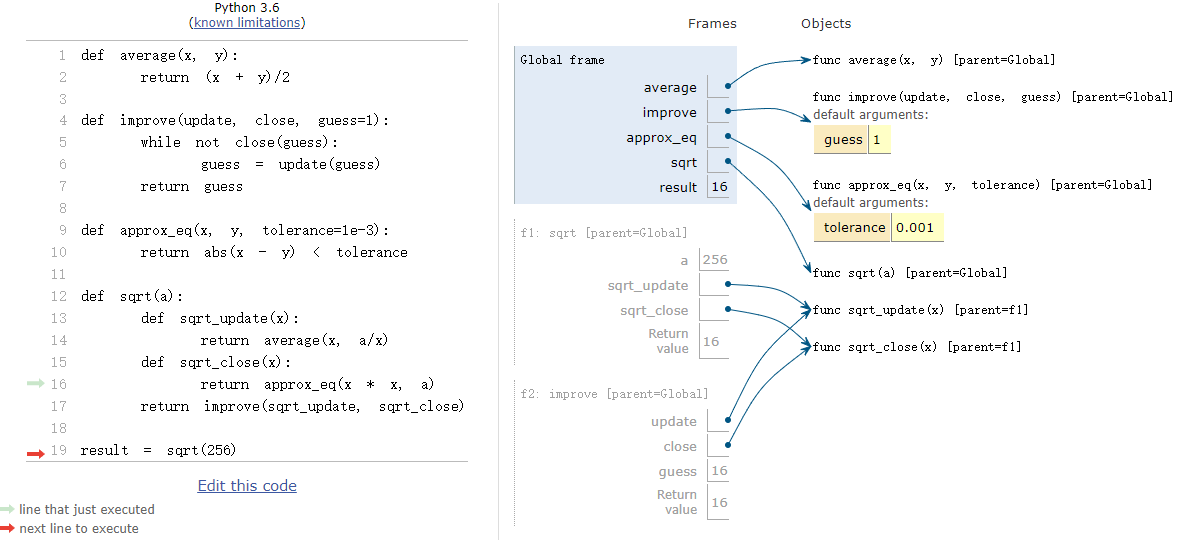 Python 3.6
(known limitations)
1 def average(x, y):
2 return (x + y)/2
3
4 def improve(update, close, guess=1):
5 while not close(guess):
6 guess = update(guess)
7 return guess
8
9 def approx_eq(x, y, tolerance=1e-3):
10 return abs(x - y) < tolerance
11
12 def sqrt(a):
13 def sqrt_update(x):
14 return average(x, a/x)
15 def sqrt_close(x):
16 return approx_eq(x * x, a)
17 return improve(sqrt_update, sqrt_close)
18
19 result = sqrt(256)
Edit this code
line that just executed
next line to execute
Frames
Objects
Global frame
average
improve
approx_eq
sqrt
result 16
f1: sqrt [parent=Global]
a 256
sqrt_update
sqrt_close
Return
value 16
f2: improve [parent=Global]
update
close
guess 16
Return
value 16
func average(x, y) [parent=Global]
func improve(update, close, guess) [parent=Global]
default arguments:
guess 1
func approx_eq(x, y, tolerance) [parent=Global]
default arguments:
tolerance 0.001
func sqrt(a) [parent=Global]
func sqrt_update(x) [parent=f1]
func sqrt_close(x) [parent=f1]